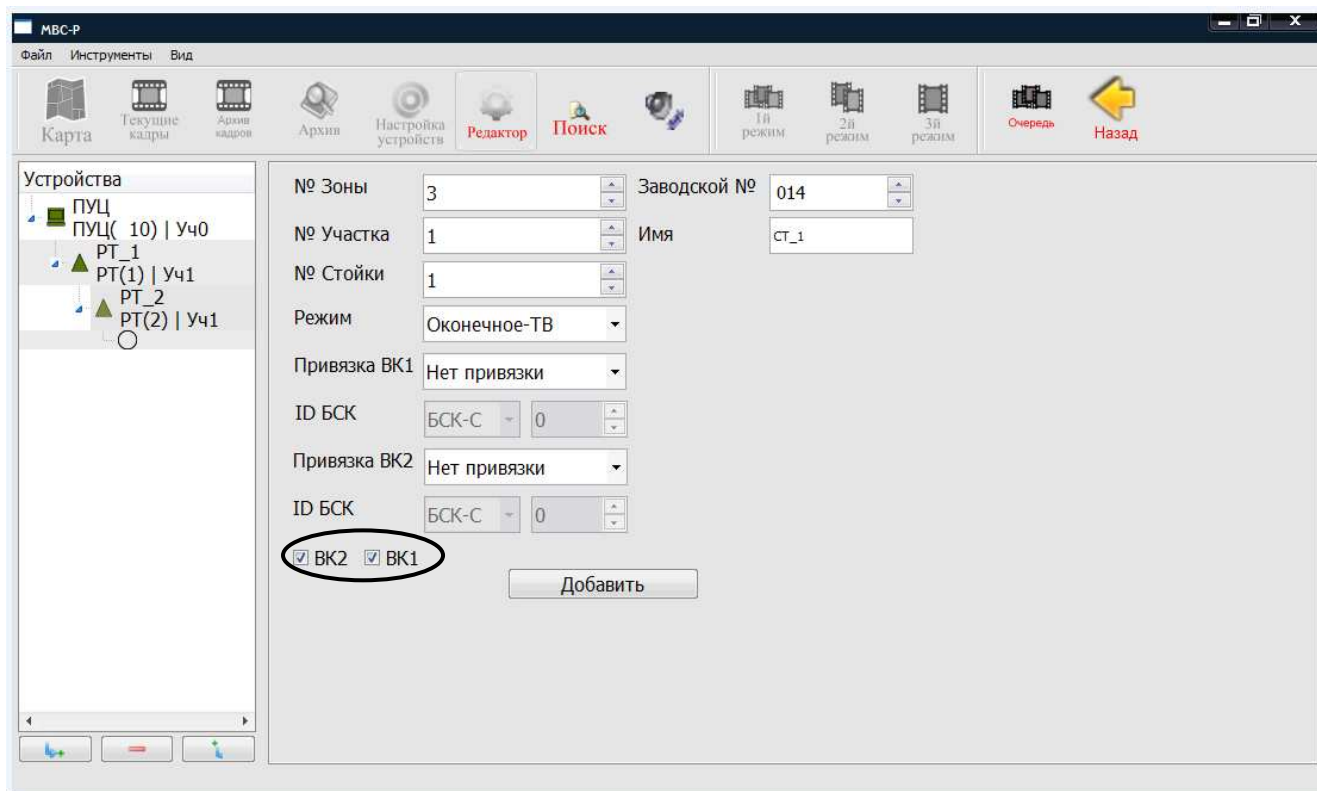 МВС-Р
Файл Инструменты Вид
Карта
Текущие кадры
Архив кадров
Архив
Настройка устройств
Редактор
Поиск
1й режим
2й режим
3й режим
Очередь
Назад
Устройства
ПУЦ
ПУЦ( 10) | Уч0
РТ_1
РТ(1) | Уч1
РТ_2
РТ(2) | Уч1
№ Зоны 3 Заводской № 014
№ Участка 1 Имя СТ_1
№ Стойки 1
Режим Оконечное-ТВ
Привязка ВК1 Нет привязки
ID БСК БСК-С 0
Привязка ВК2 Нет привязки
ID БСК БСК-С 0
ВК2 ВК1
Добавить